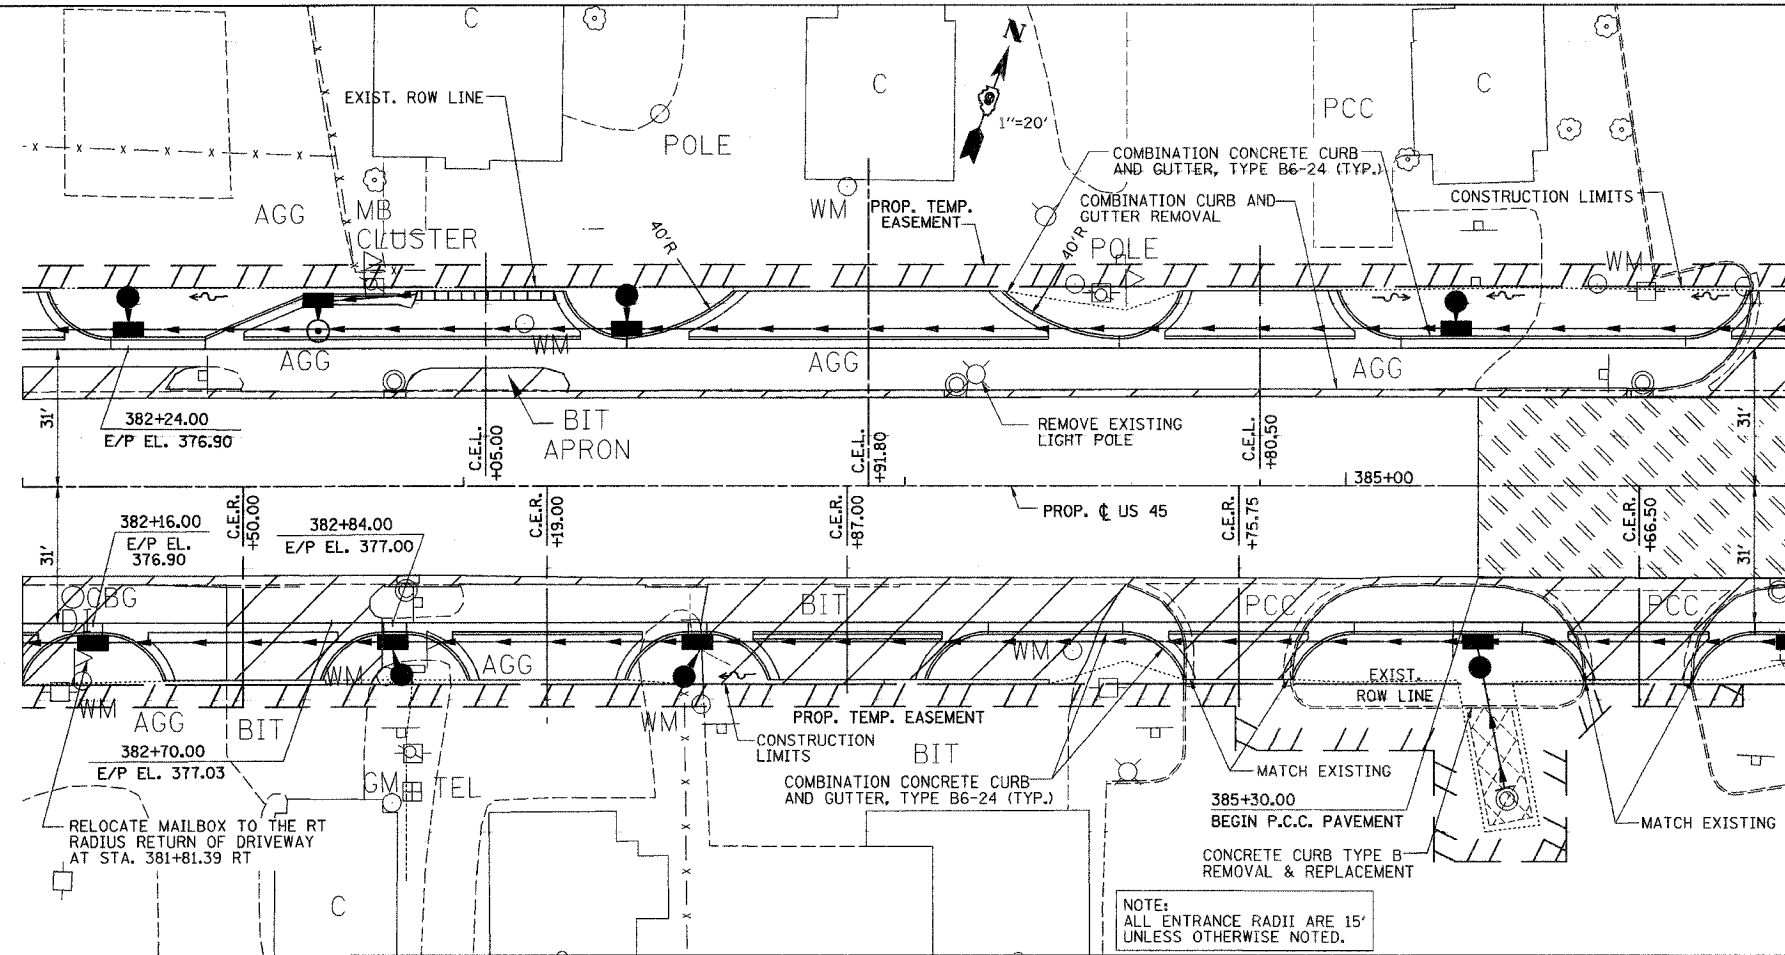 C
EXIST. ROW LINE
POLE
AGG
MB
CLUSTER
C
WM
N
1"=20'
PCC
C
COMBINATION CONCRETE CURB
AND GUTTER, TYPE B6-24 (TYP.)
PROP. TEMP.
EASEMENT
COMBINATION CURB AND
GUTTER REMOVAL
CONSTRUCTION LIMITS
40'R
40'R
POLE
WM
AGG
WM
AGG
AGG
31'
382+24.00
E/P EL. 376.90
BIT
APRON
C.E.L.
+05.00
C.E.L.
+91.80
REMOVE EXISTING
LIGHT POLE
C.E.L.
+80.50
31'
385+00
382+16.00
E/P EL.
376.90
C.E.R.
+50.00
382+84.00
E/P EL. 377.00
C.E.R.
+19.00
C.E.R.
+87.00
PROP. ℄ US 45
C.E.R.
+75.75
C.E.R.
+66.50
31'
31'
CBG
DI
BIT
PCC
PCC
WM
AGG
WM
EXIST.
ROW LINE
WM
AGG
BIT
WM
PROP. TEMP. EASEMENT
CONSTRUCTION
LIMITS
BIT
382+70.00
E/P EL. 377.03
GM
TEL
COMBINATION CONCRETE CURB
AND GUTTER, TYPE B6-24 (TYP.)
MATCH EXISTING
385+30.00
BEGIN P.C.C. PAVEMENT
MATCH EXISTING
RELOCATE MAILBOX TO THE RT
RADIUS RETURN OF DRIVEWAY
AT STA. 381+81.39 RT
CONCRETE CURB TYPE B
REMOVAL & REPLACEMENT
C
NOTE:
ALL ENTRANCE RADII ARE 15'
UNLESS OTHERWISE NOTED.